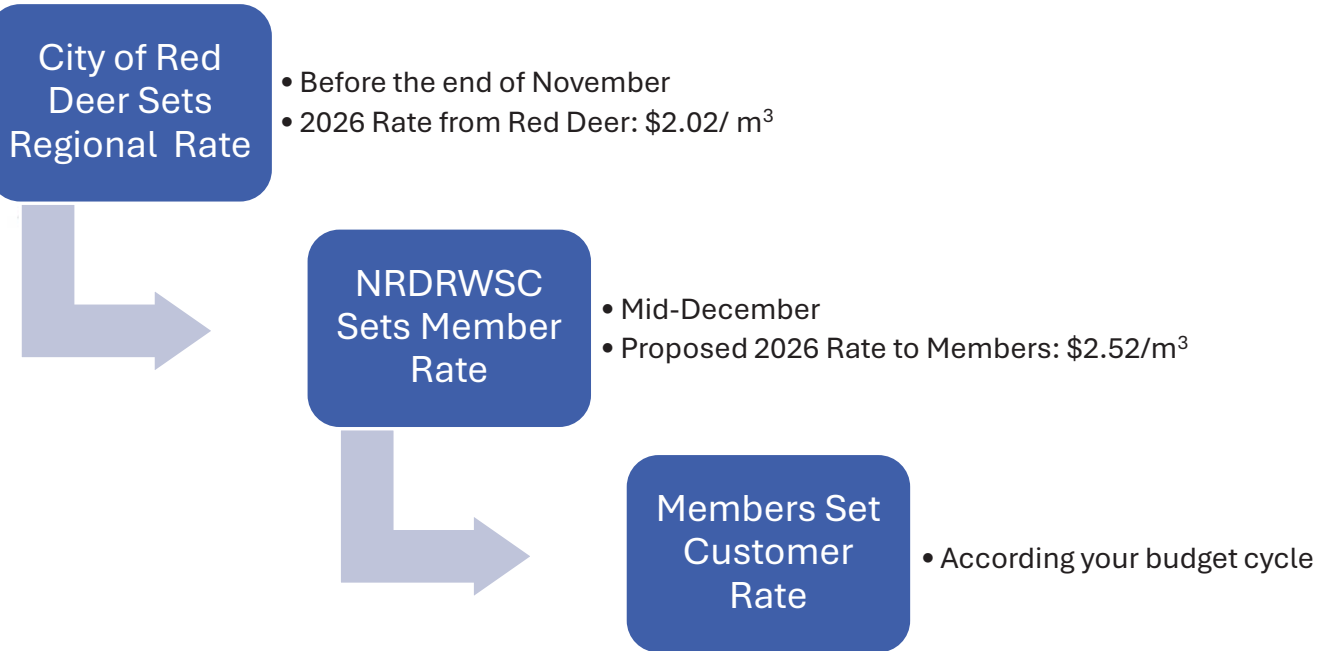 City of Red
Deer Sets
Regional Rate
• Before the end of November
• 2026 Rate from Red Deer: $2.02/ m³
NRDRWSC
Sets Member
Rate
• Mid-December
• Proposed 2026 Rate to Members: $2.52/m³
Members Set
Customer
Rate
• According your budget cycle